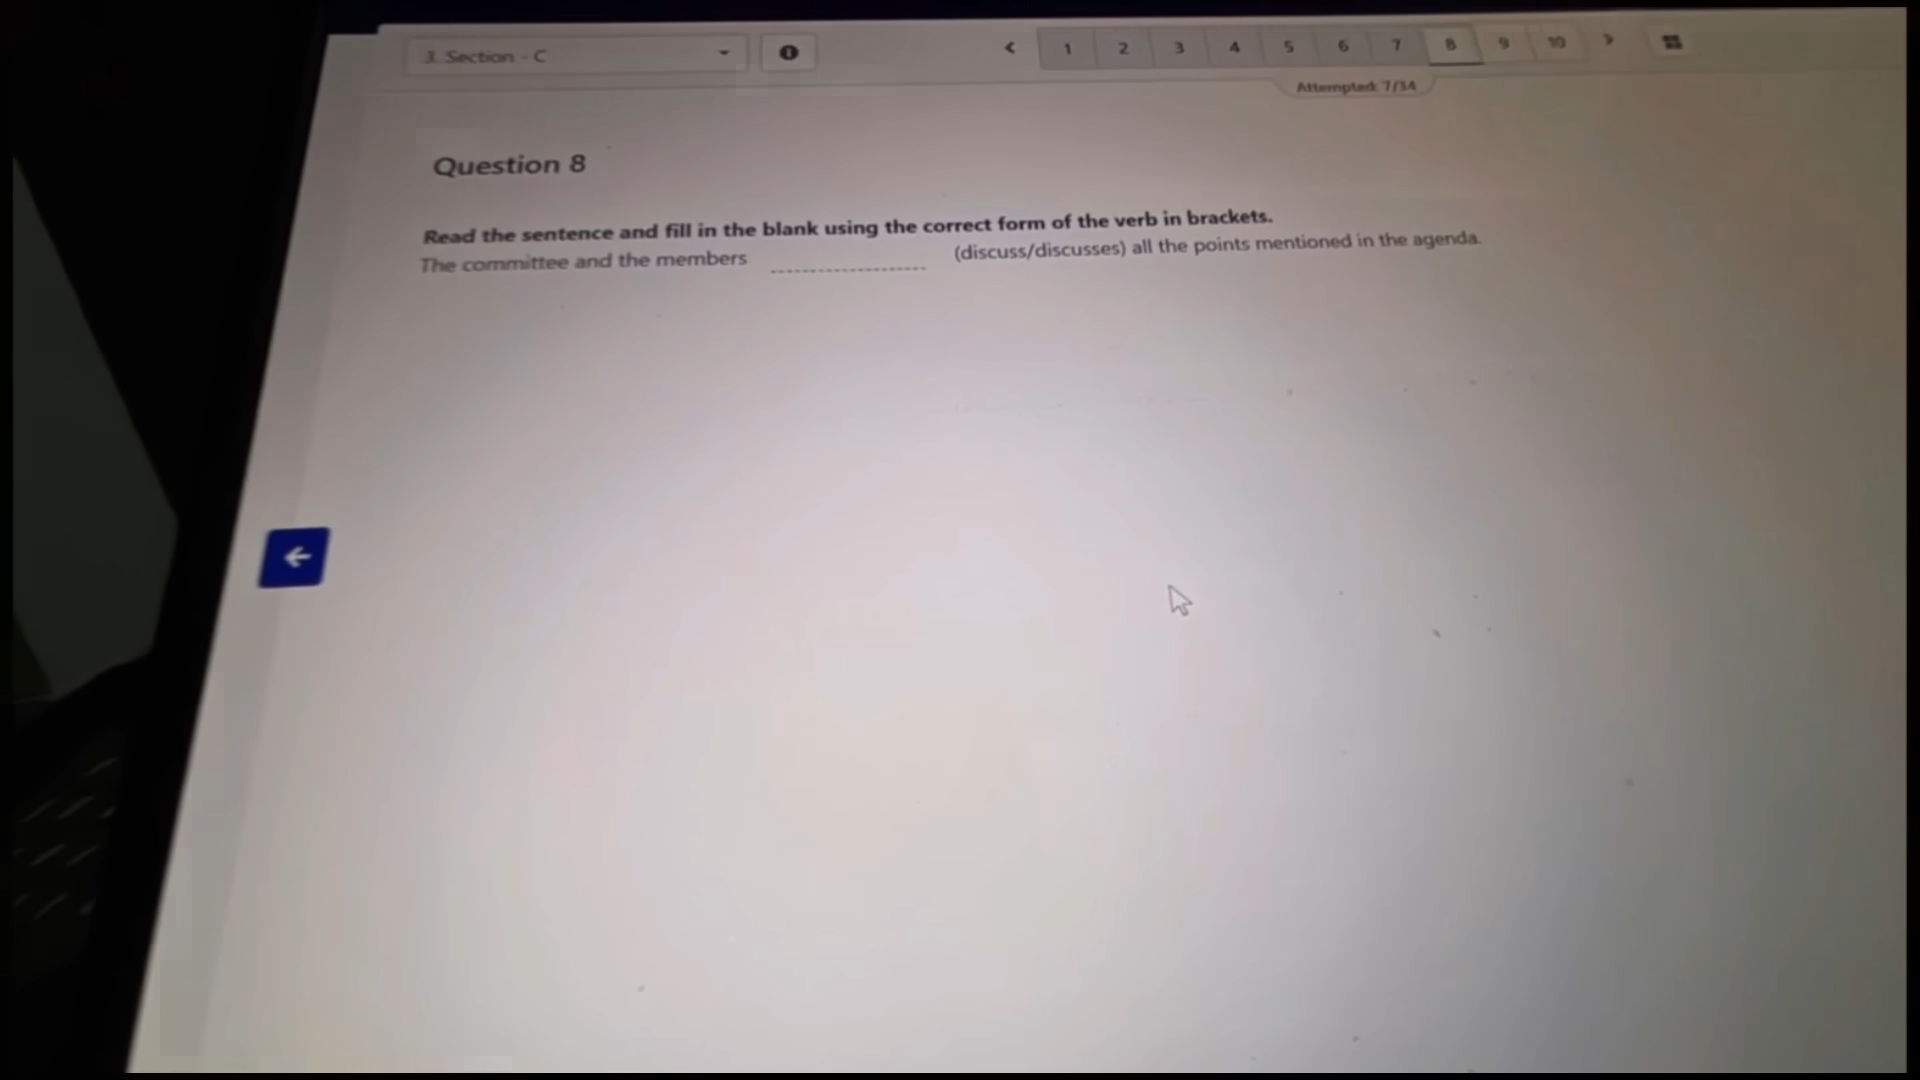 3. Section - C
1 2 3 4 5 6 7 8 9 10
Attempted: 7/34
Question 8
Read the sentence and fill in the blank using the correct form of the verb in brackets.
The committee and the members ------------------- (discuss/discusses) all the points mentioned in the agenda.